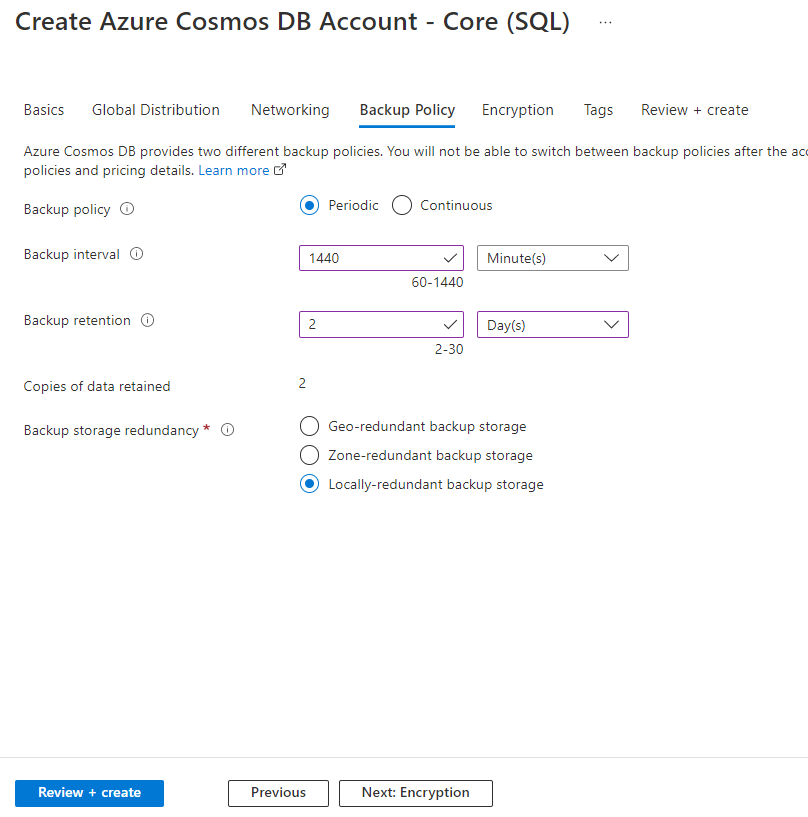 Create Azure Cosmos DB Account - Core (SQL) ...
Basics Global Distribution Networking Backup Policy Encryption Tags Review + create
Azure Cosmos DB provides two different backup policies. You will not be able to switch between backup policies after the
policies and pricing details. Learn more
Backup policy Periodic Continuous
Backup interval 1440 Minute(s)
60-1440
Backup retention 2 Day(s)
2-30
Copies of data retained 2
Backup storage redundancy * Geo-redundant backup storage
Zone-redundant backup storage
Locally-redundant backup storage
Review + create Previous Next: Encryption